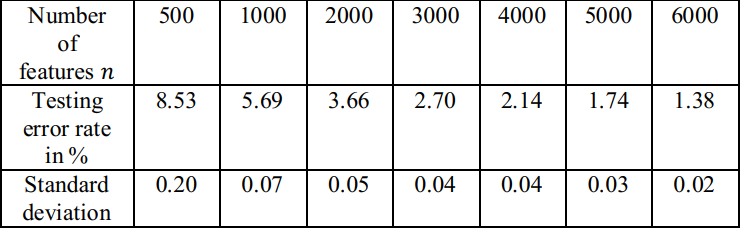 Number of features n 500 1000 2000 3000 4000 5000 6000
Testing error rate in % 8.53 5.69 3.66 2.70 2.14 1.74 1.38
Standard deviation 0.20 0.07 0.05 0.04 0.04 0.03 0.02